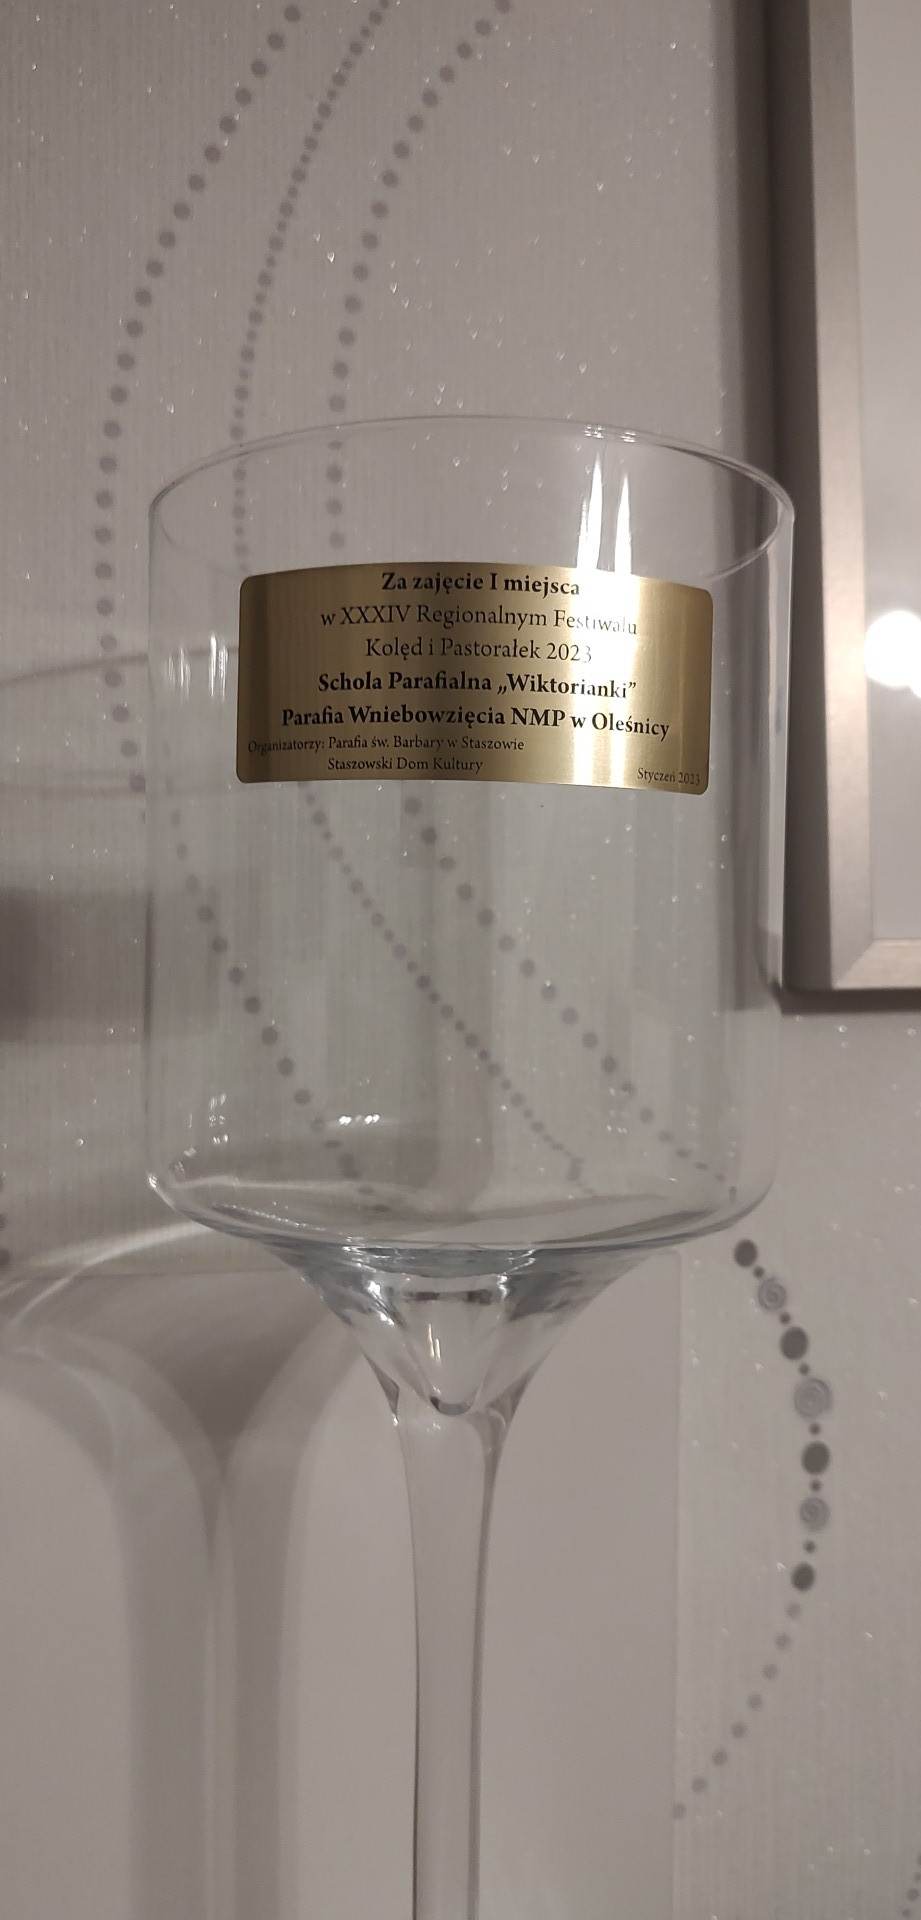 Za zajęcie I miejsca
w XXXIV Regionalnym Festiwalu
Kolęd i Pastorałek 2023
Schola Parafialna „Wiktorianki”
Parafia Wniebowzięcia NMP w Oleśnicy
Organizatorzy: Parafia św. Barbary w Staszowie
Staszowski Dom Kultury
Styczeń 2023